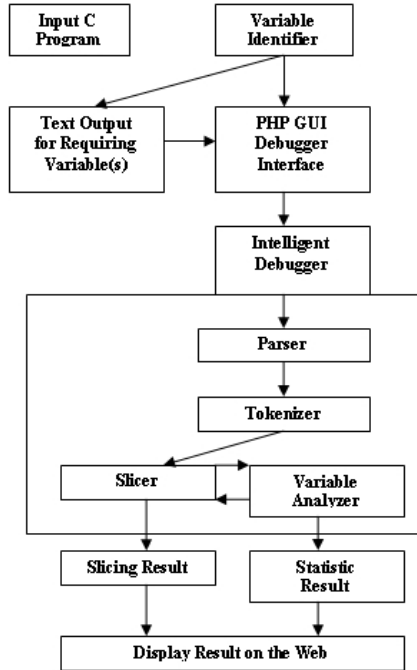 Input C
Program
Variable
Identifier
Text Output
for Requiring
Variable(s)
PHP GUI
Debugger
Interface
Intelligent
Debugger
Parser
Tokenizer
Slicer
Variable
Analyzer
Slicing Result
Statistic
Result
Display Result on the Web